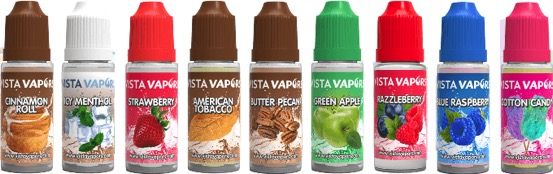 VISTA VAPORS
CINNAMON
ROLL
VISTA VAPORS
ICY MENTHOL
VISTA VAPORS
STRAWBERRY
VISTA VAPORS
AMERICAN
TOBACCO
VISTA VAPORS
BUTTER PECAN
VISTA VAPORS
GREEN APPLE
VISTA VAPORS
RAZZLEBERRY
VISTA VAPORS
BLUE RASPBERRY
VISTA VAPORS
COTTON CANDY